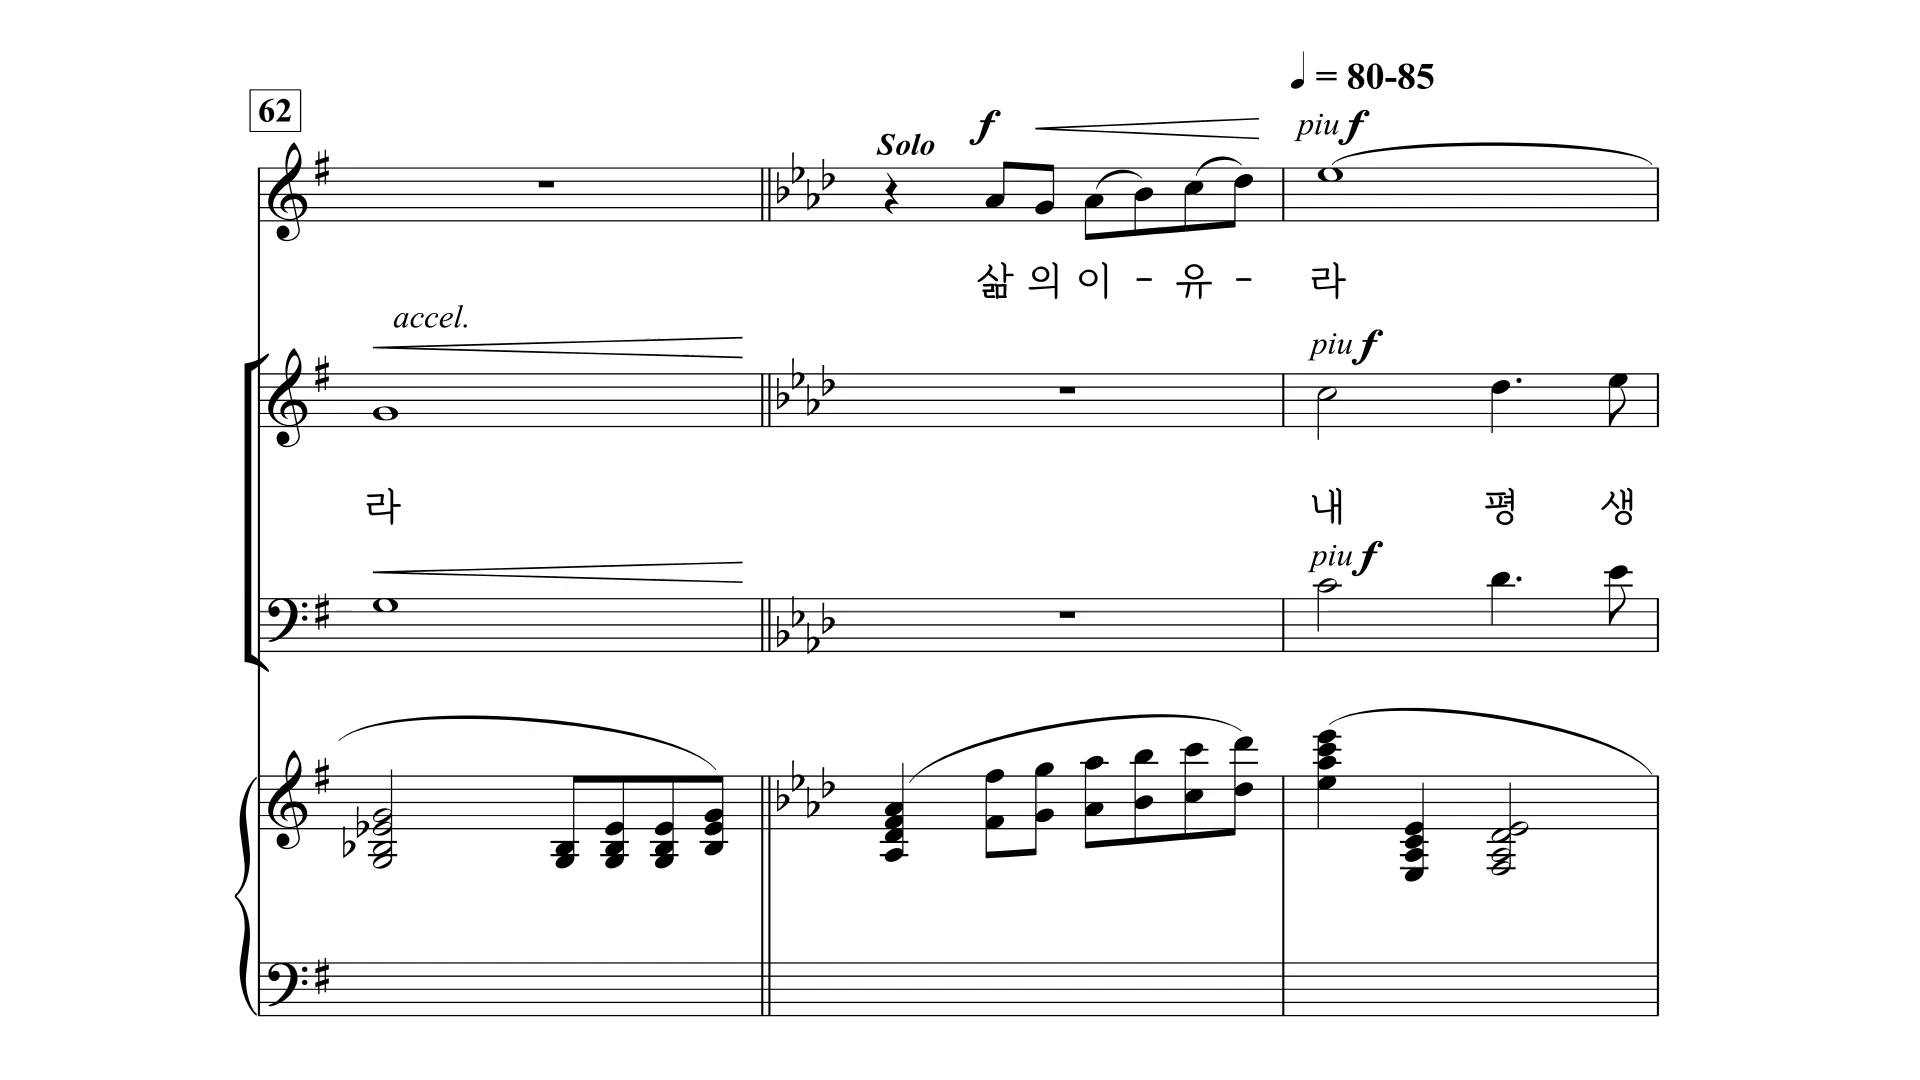 ♩ = 80-85
62
Solo f piu f
삶 의 이 - 유 - 라
accel.
piu f
라 내 평 생
piu f